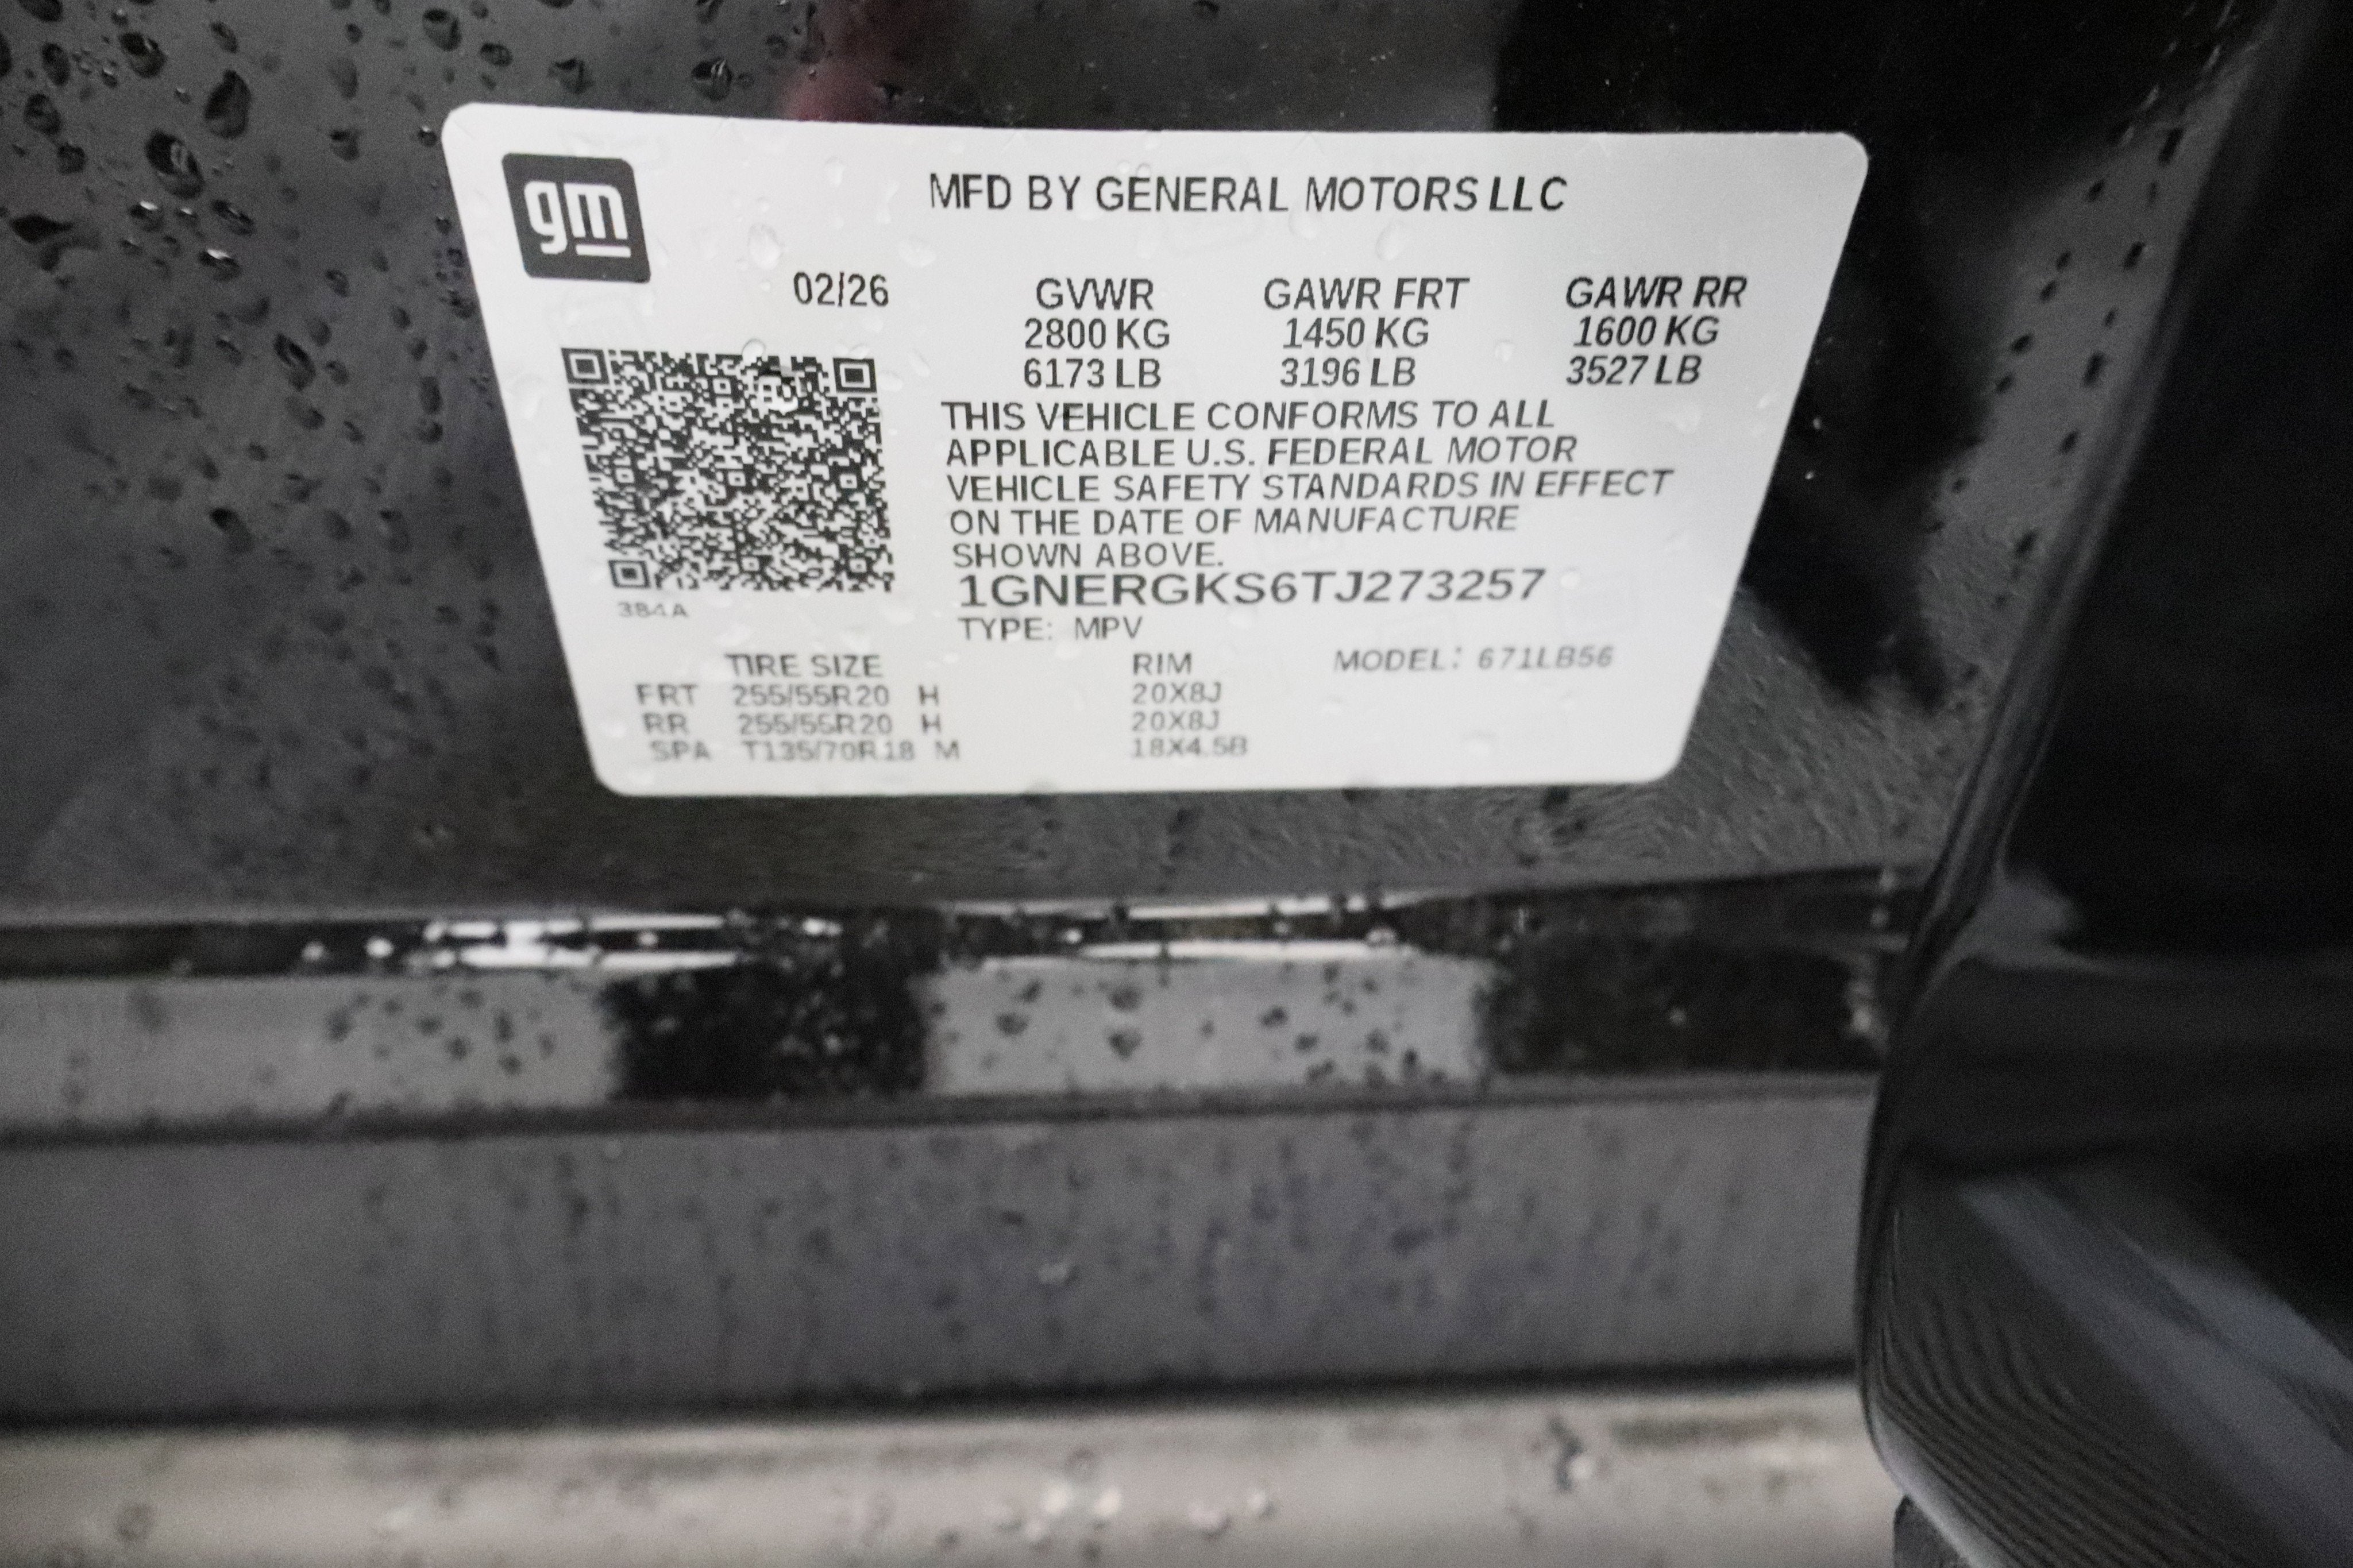 gm
MFD BY GENERAL MOTORS LLC
02/26 GVWR GAWR FRT GAWR RR
2800 KG 1450 KG 1600 KG
6173 LB 3196 LB 3527 LB
THIS VEHICLE CONFORMS TO ALL
APPLICABLE U.S. FEDERAL MOTOR
VEHICLE SAFETY STANDARDS IN EFFECT
ON THE DATE OF MANUFACTURE
SHOWN ABOVE.
1GNERGKS6TJ273257
384A
TYPE: MPV
TIRE SIZE RIM MODEL: 671LB56
FRT 255/55R20 H 20X8J
RR 255/55R20 H 20X8J
SPA T135/70R18 M 18X4.5B